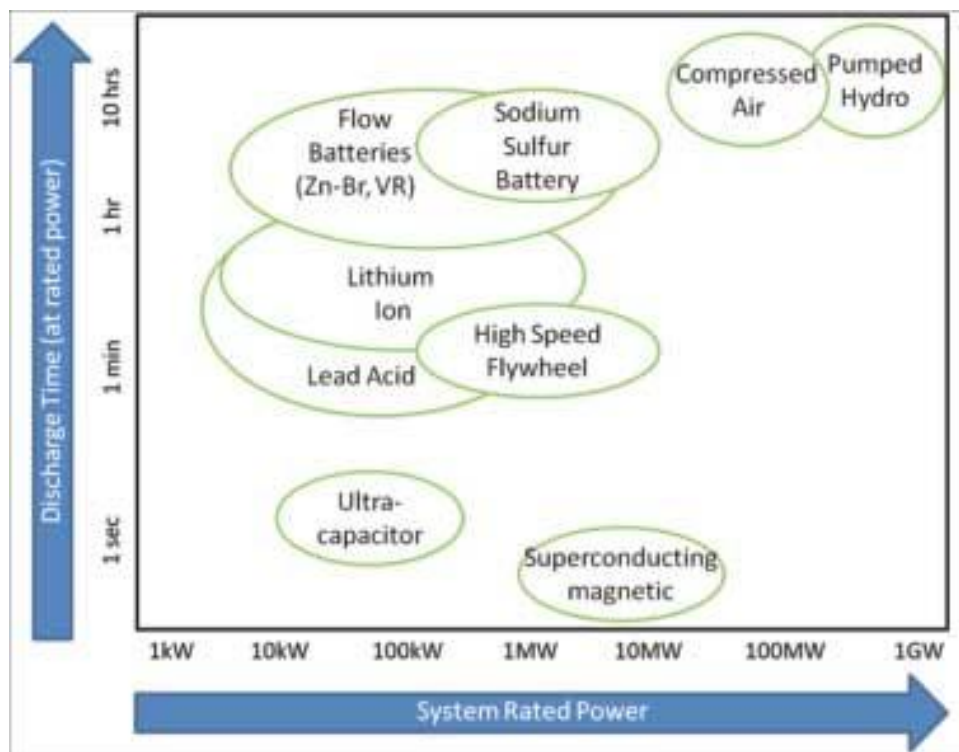 Discharge Time (at rated power)
10 hrs
1 hr
1 min
1 sec
Compressed
Air
Pumped
Hydro
Flow
Batteries
(Zn-Br, VR)
Sodium
Sulfur
Battery
Lithium
Ion
High Speed
Flywheel
Lead Acid
Ultra-
capacitor
Superconducting
magnetic
1kW 10kW 100kW 1MW 10MW 100MW 1GW
System Rated Power